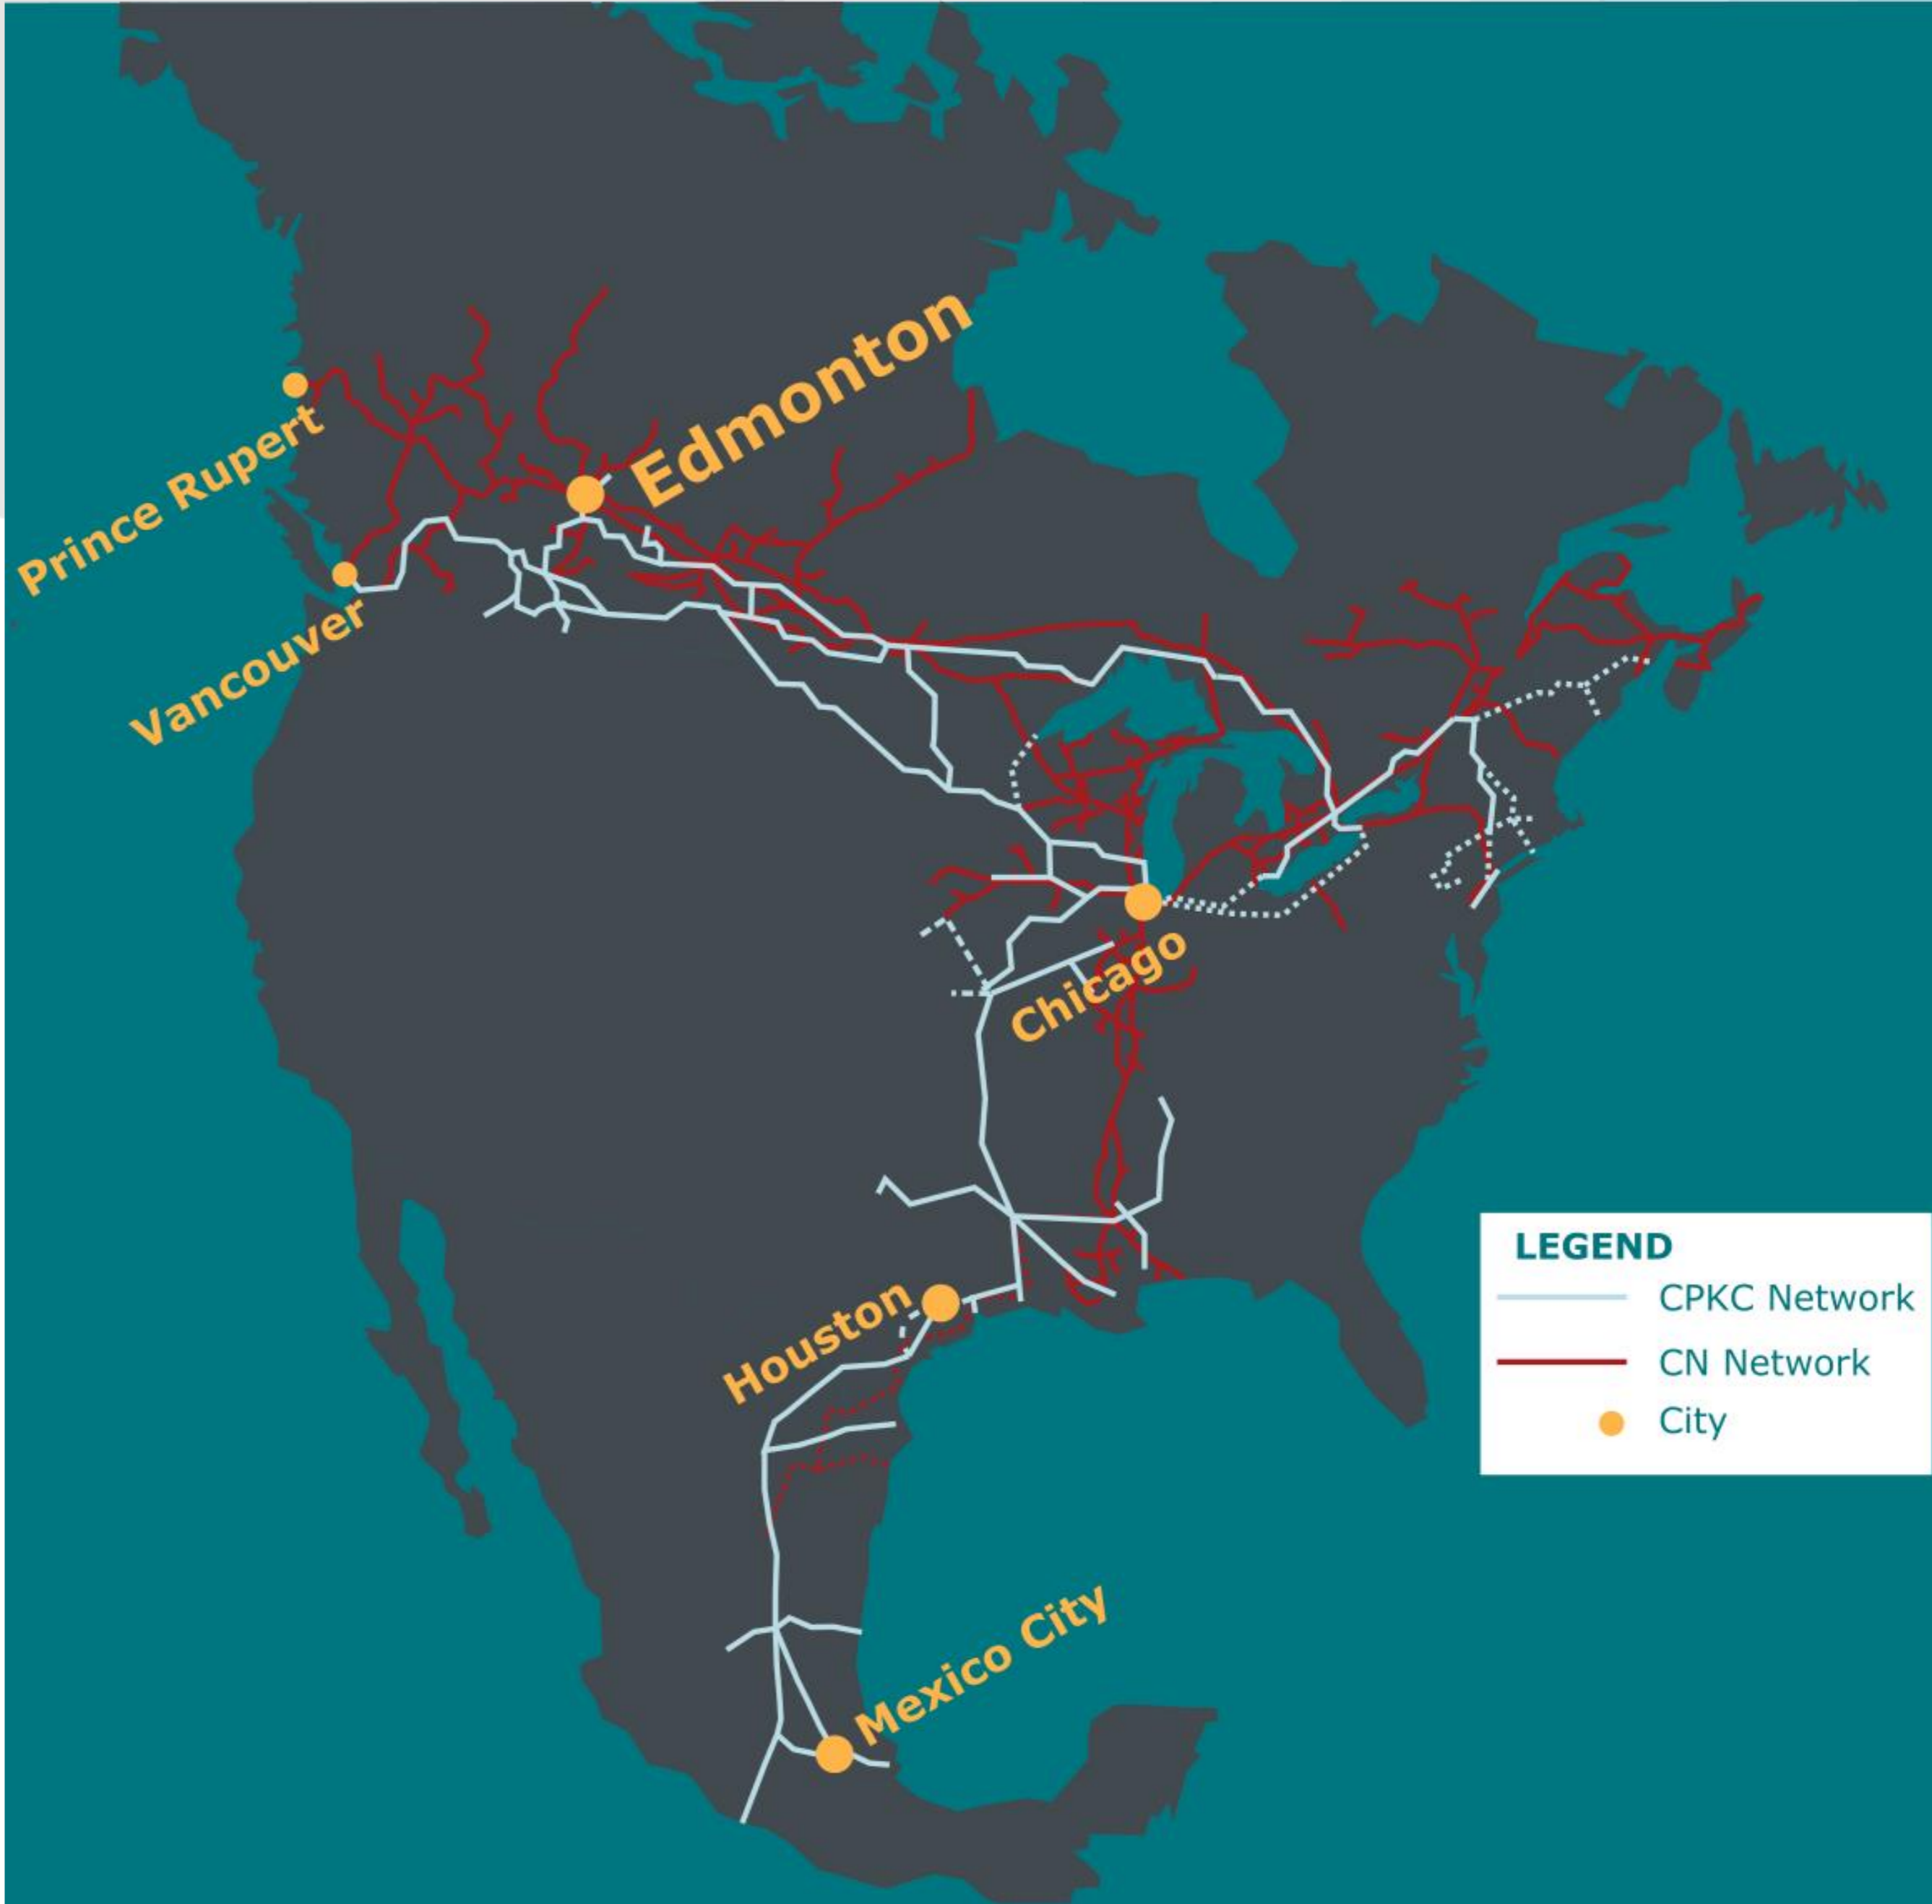 Edmonton
Prince Rupert
Vancouver
Chicago
LEGEND
CPKC Network
CN Network
City
Houston
Mexico City